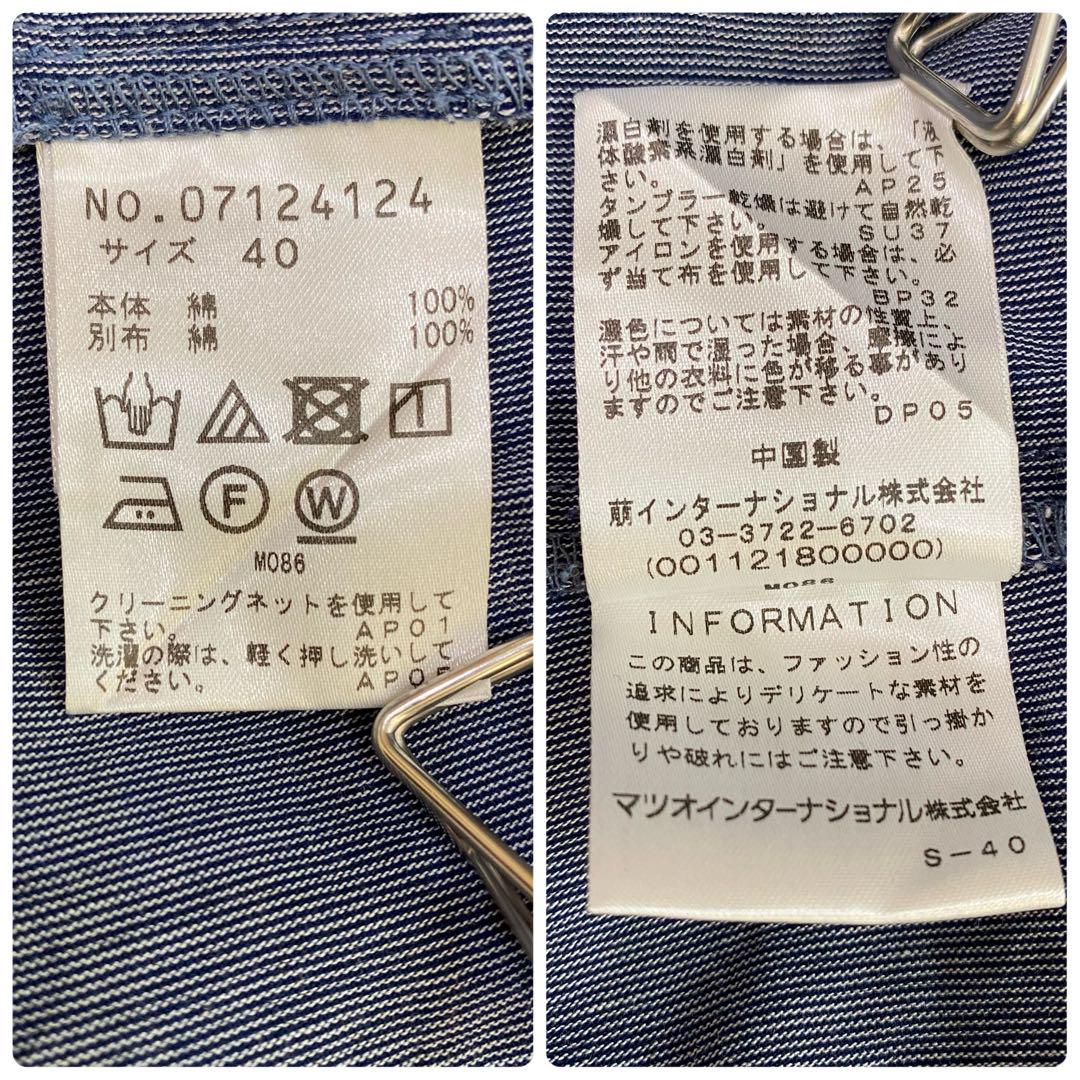 No.07124124
サイズ 40
本体 綿 100%
別布 綿 100%
1
F W
M086
クリーニングネットを使用して
下さい。 AP01
洗濯の際は、軽く押し洗いして
ください。 AP05
漂白剤を使用する場合は、「液
体酸素系漂白剤」を使用して下
さい。 AP25
タンブラー乾燥は避けて自然乾
燥して下さい。 SU37
アイロンを使用する場合は、必
ず当て布を使用して下さい。
BP32
濃色については素材の性質上、
汗や雨で湿った場合、摩擦によ
り他の衣料に色が移る事があり
ますのでご注意下さい。
DP05
中国製
萠インターナショナル株式会社
03-3722-6702
(001121800000)
M086
INFORMATION
この商品は、ファッション性の
追求によりデリケートな素材を
使用しておりますので引っ掛か
りや破れにはご注意下さい。
マツオインターナショナル株式会社
S-40